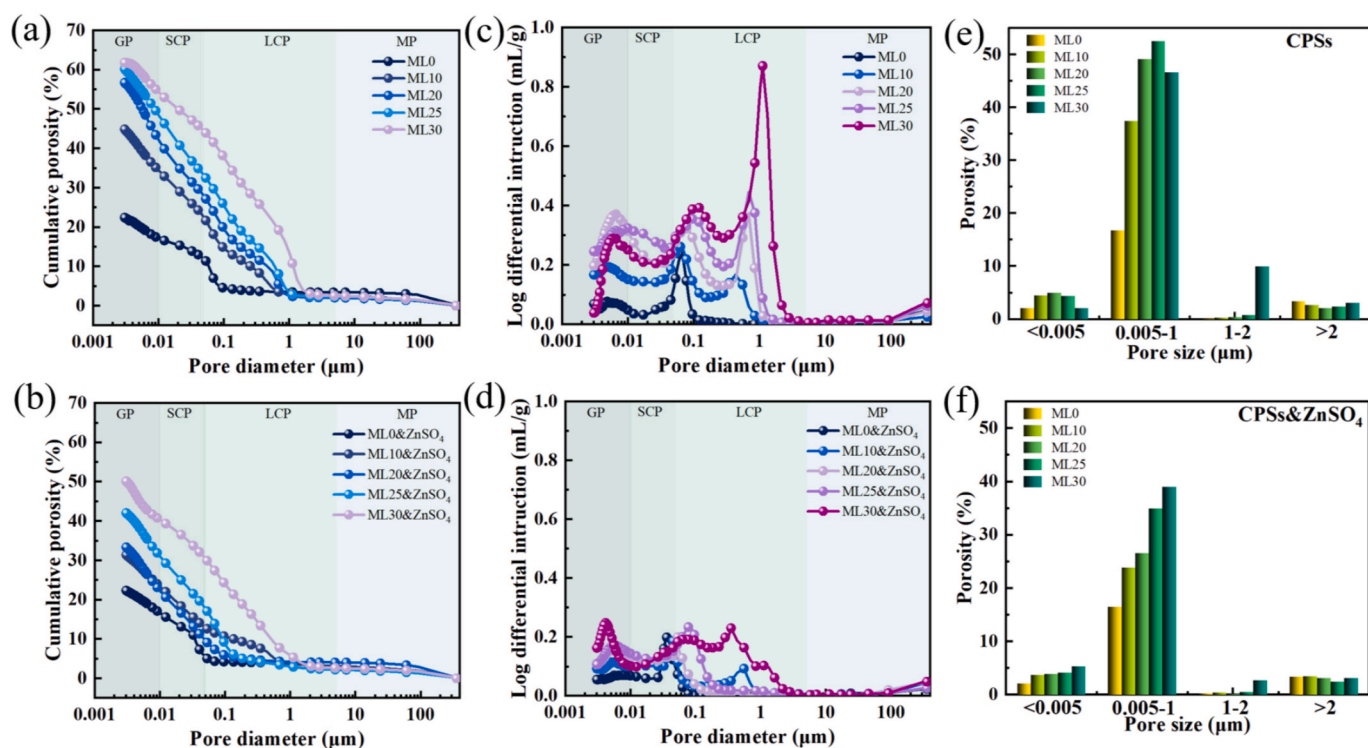 (a)
70
60
50
40
30
20
10
0
Cumulative porosity (%)
GP
SCP
LCP
MP
ML0
ML10
ML20
ML25
ML30
0.001 0.01 0.1 1 10 100
Pore diameter (μm)
(c)
1.0
0.8
0.6
0.4
0.2
0.0
Log differential intruction (mL/g)
GP
SCP
LCP
MP
ML0
ML10
ML20
ML25
ML30
0.001 0.01 0.1 1 10 100
Pore diameter (μm)
(e)
50
40
30
20
10
0
Porosity (%)
ML0
ML10
ML20
ML25
ML30
CPSs
<0.005 0.005-1 1-2 >2
Pore size (μm)
(b)
70
60
50
40
30
20
10
0
Cumulative porosity (%)
GP
SCP
LCP
MP
ML0&ZnSO₄
ML10&ZnSO₄
ML20&ZnSO₄
ML25&ZnSO₄
ML30&ZnSO₄
0.001 0.01 0.1 1 10 100
Pore diameter (μm)
(d)
1.0
0.8
0.6
0.4
0.2
0.0
Log differential intruction (mL/g)
GP
SCP
LCP
MP
ML0&ZnSO₄
ML10&ZnSO₄
ML20&ZnSO₄
ML25&ZnSO₄
ML30&ZnSO₄
0.001 0.01 0.1 1 10 100
Pore diameter (μm)
(f)
50
40
30
20
10
0
Porosity (%)
ML0
ML10
ML20
ML25
ML30
CPSs&ZnSO₄
<0.005 0.005-1 1-2 >2
Pore size (μm)